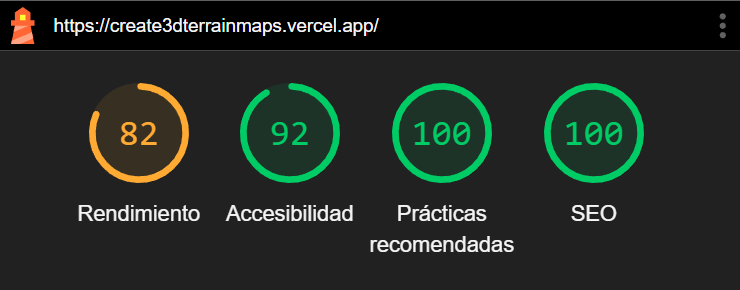 https://create3dterrainmaps.vercel.app/
82 92 100 100
Rendimiento Accesibilidad Prácticas SEO
recomendadas